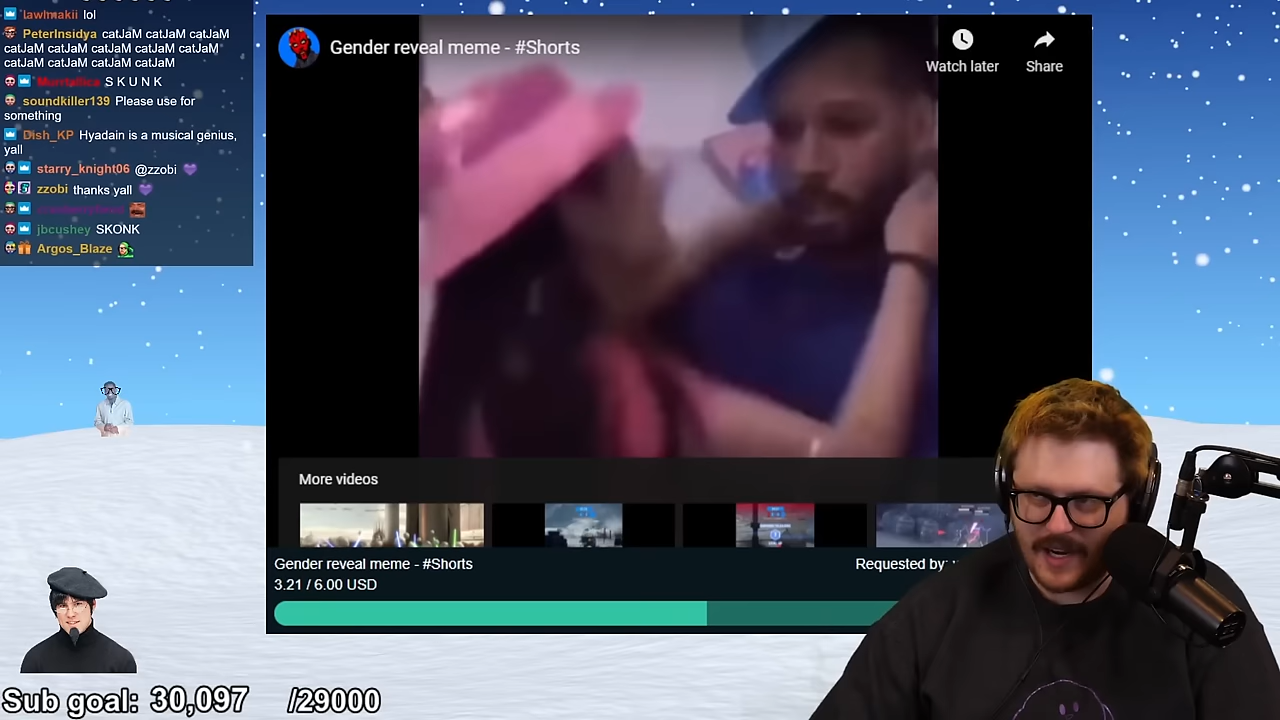 lawlmakii lol
PeterInsidya catJaM catJaM catJaM
catJaM catJaM catJaM catJaM catJaM
catJaM catJaM catJaM catJaM
Murrtallica S K U N K
soundkiller139 Please use for
something
Dish_KP Hyadain is a musical genius,
yall
starry_knight06 @zzobi
zzobi thanks yall
jbcushey SKONK
Argos_Blaze
Gender reveal meme - #Shorts
Watch later
Share
More videos
Gender reveal meme - #Shorts
Requested by:
3.21 / 6.00 USD
Sub goal: 30,097 /29000